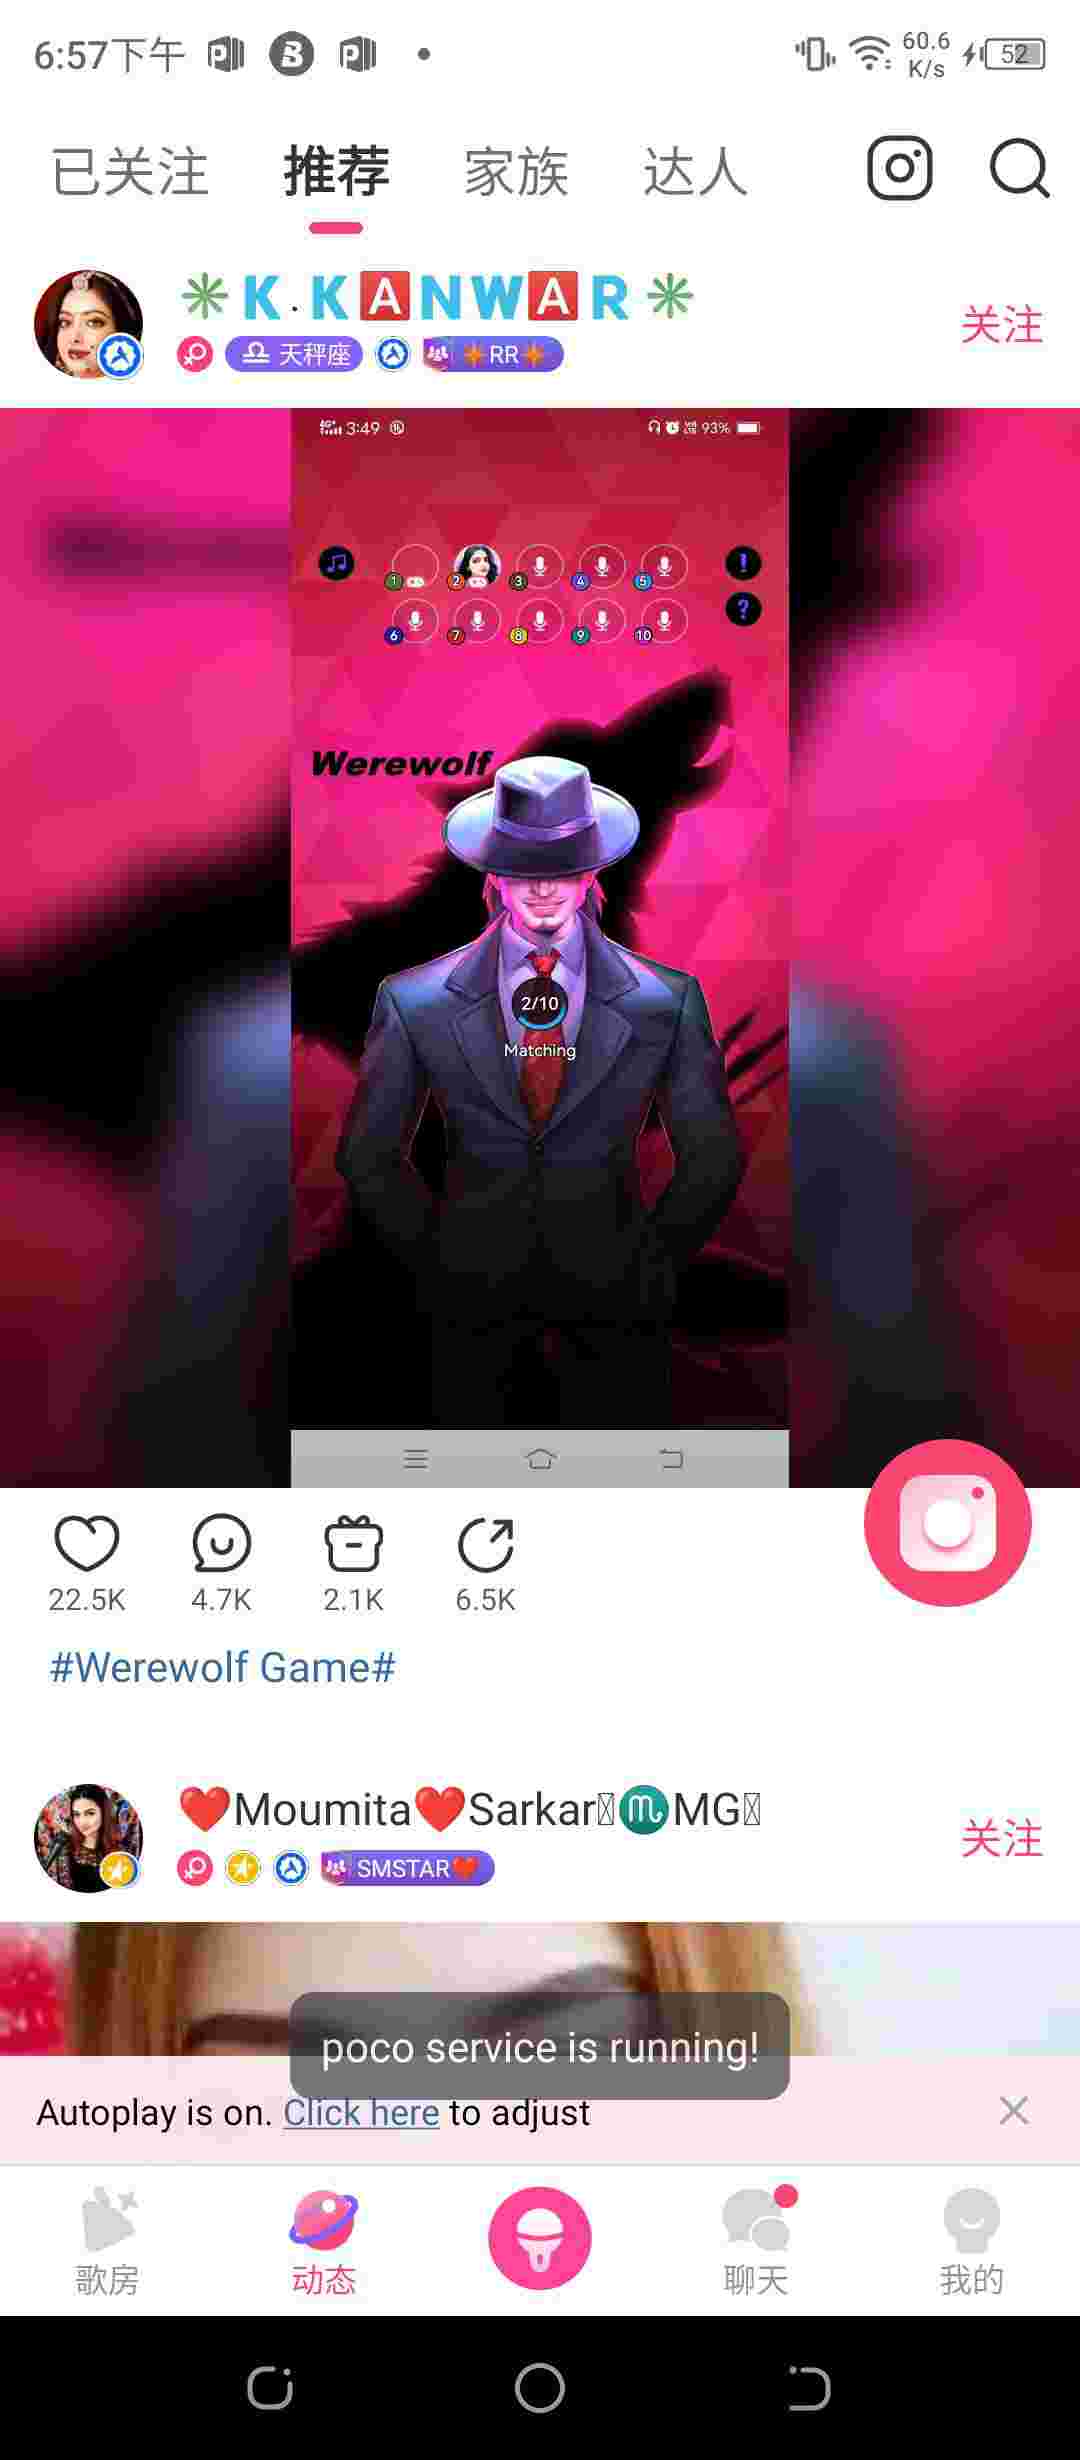 6:57下午
60.6
K/s
52
已关注 推荐 家族 达人
K.KANWAR
关注
天秤座
RR
3:49
93%
1 2 3 4 5
!
?
6 7 8 9 10
Werewolf
2/10
Matching
22.5K 4.7K 2.1K 6.5K
#Werewolf Game#
Moumita Sarkar MG
关注
SMSTAR
poco service is running!
Autoplay is on. Click here to adjust
歌房 动态 聊天 我的